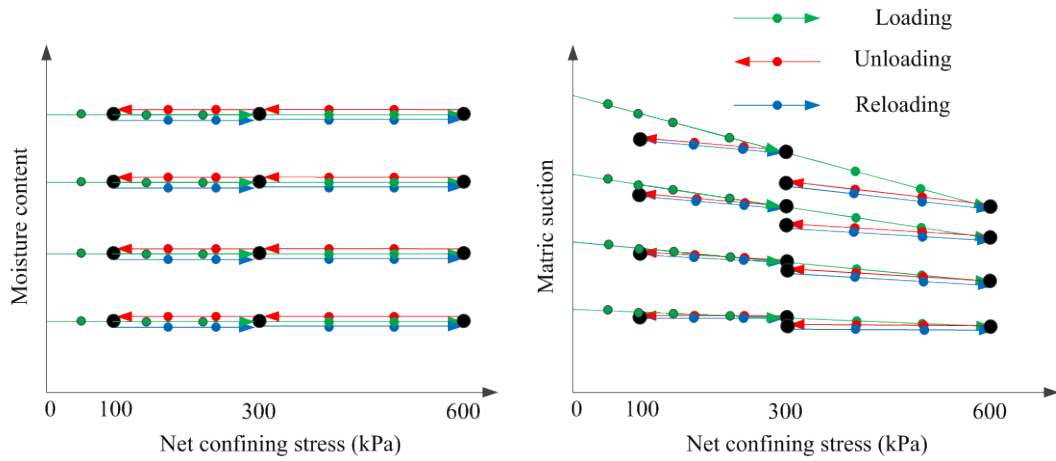 Loading
Unloading
Reloading
Moisture content
0
100
300
600
Net confining stress (kPa)
Matric suction
0
100
300
600
Net confining stress (kPa)